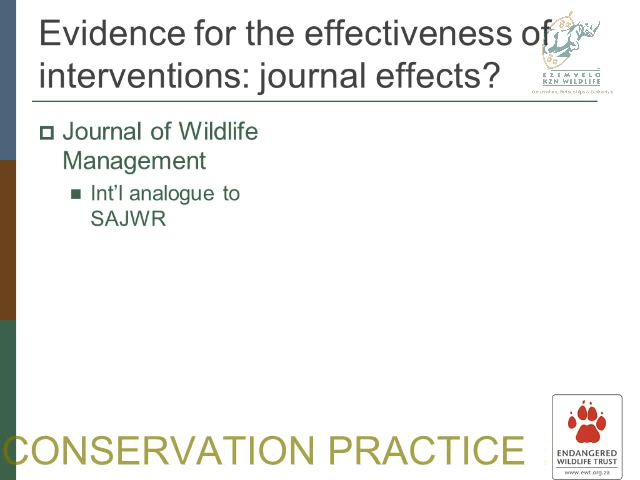 Evidence for the effectiveness of
interventions: journal effects?
EZEMVELO
KZN WILDLIFE
Journal of Wildlife
Management
Int'l analogue to
SAJWR
CONSERVATION PRACTICE
ENDANGERED
WILDLIFE TRUST
www.ewt.org.za